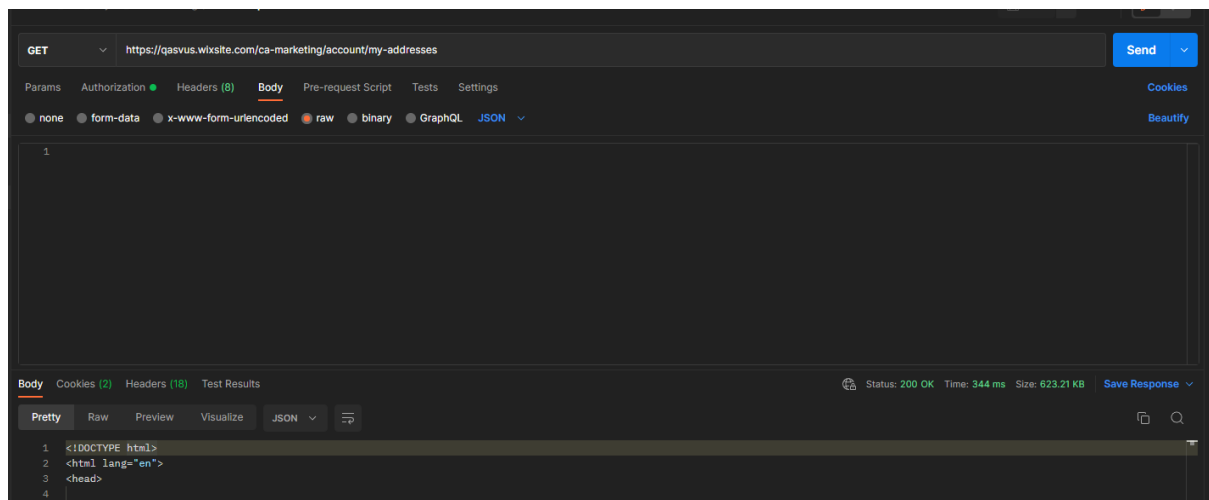 GET https://qasvus.wixsite.com/ca-marketing/account/my-addresses Send
Params Authorization Headers (8) Body Pre-request Script Tests Settings Cookies
none form-data x-www-form-urlencoded raw binary GraphQL JSON Beautify
1
Body Cookies (2) Headers (18) Test Results Status: 200 OK Time: 344 ms Size: 623.21 KB Save Response
Pretty Raw Preview Visualize JSON
1 <!DOCTYPE html>
2 <html lang="en">
3 <head>
4